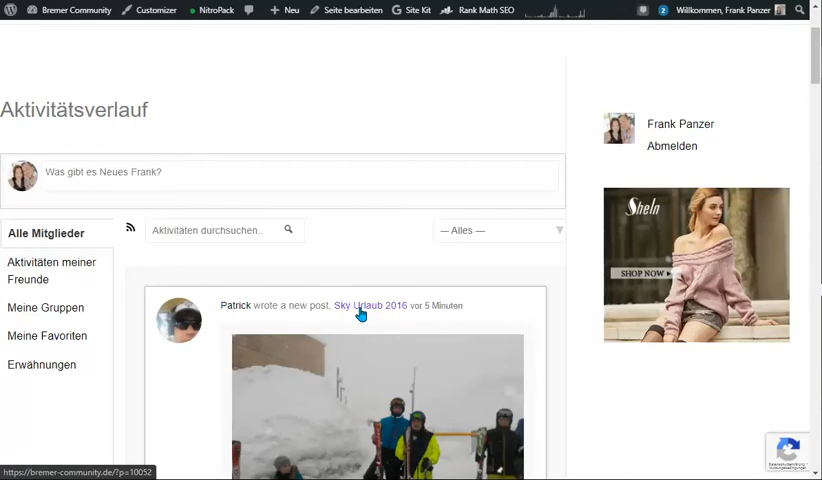 Bremer Community Customizer NitroPack Neu Seite bearbeiten Site Kit Rank Math SEO 2 Willkommen, Frank Panzer
Aktivitätsverlauf
Frank Panzer
Abmelden
Was gibt es Neues Frank?
SheIn
SHOP NOW
Alle Mitglieder
Aktivitäten durchsuchen..
— Alles —
Aktivitäten meiner
Freunde
Meine Gruppen
Meine Favoriten
Erwähnungen
Patrick wrote a new post, Sky Urlaub 2016 vor 5 Minuten
https://bremer-community.de/?p=10052